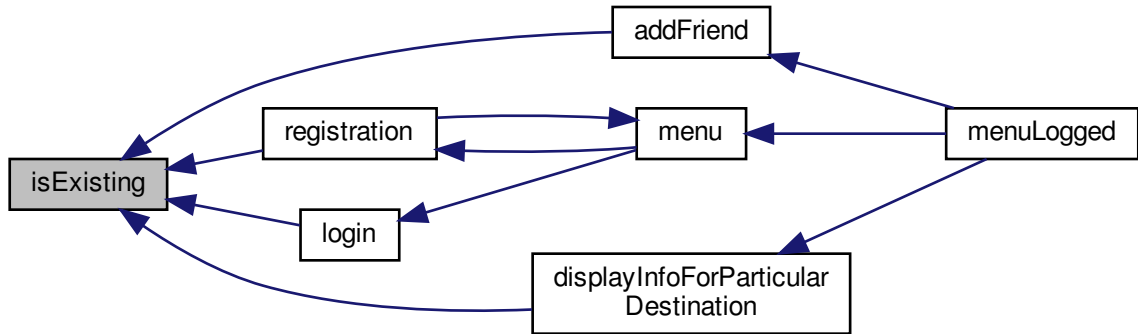 addFriend
registration
menu
menuLogged
isExisting
login
displayInfoForParticular
Destination